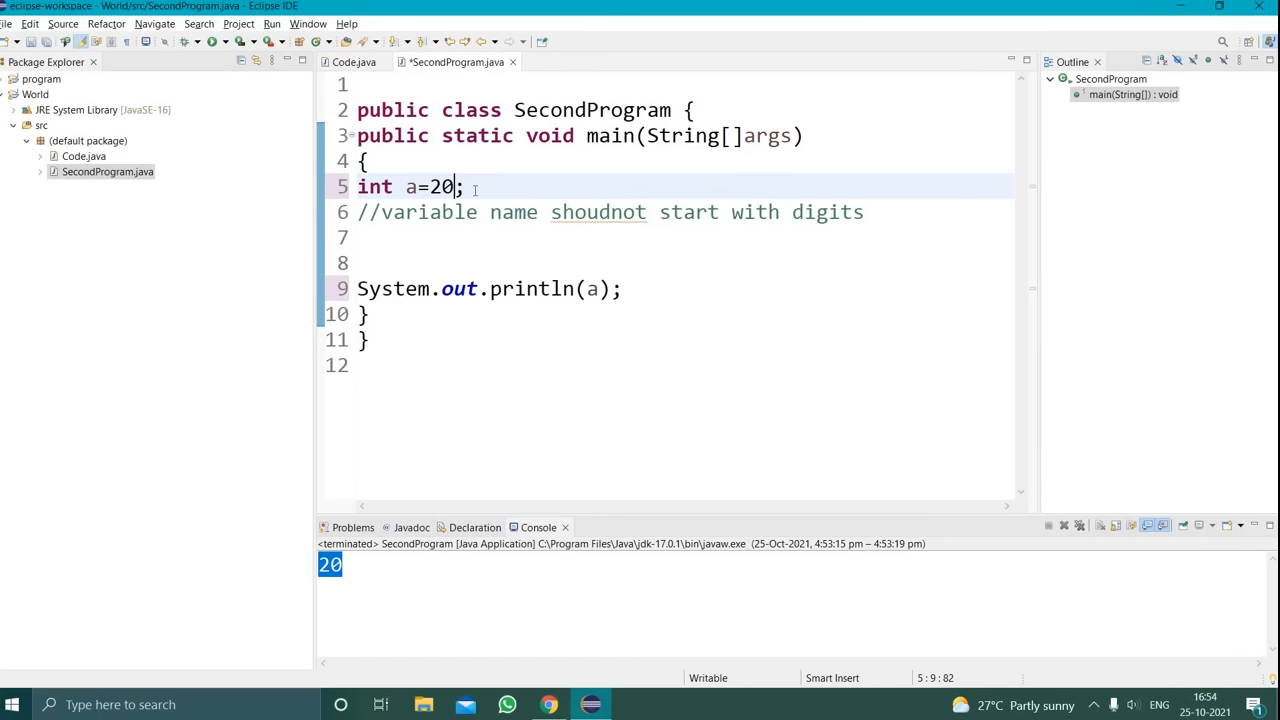 eclipse-workspace - World/src/SecondProgram.java - Eclipse IDE
File Edit Source Refactor Navigate Search Project Run Window Help
Package Explorer
program
World
JRE System Library [JavaSE-16]
src
(default package)
Code.java
SecondProgram.java
Code.java *SecondProgram.java
1
2 public class SecondProgram {
3 public static void main(String[]args)
4 {
5 int a=20;
6 //variable name shoudnot start with digits
7
8
9 System.out.println(a);
10 }
11 }
12
Outline
SecondProgram
main(String[]) : void
Problems Javadoc Declaration Console
<terminated> SecondProgram [Java Application] C:\Program Files\Java\jdk-17.0.1\bin\javaw.exe (25-Oct-2021, 4:53:15 pm – 4:53:19 pm)
20
Writable Smart Insert 5 : 9 : 82
Type here to search
27°C Partly sunny
16:54
25-10-2021
1